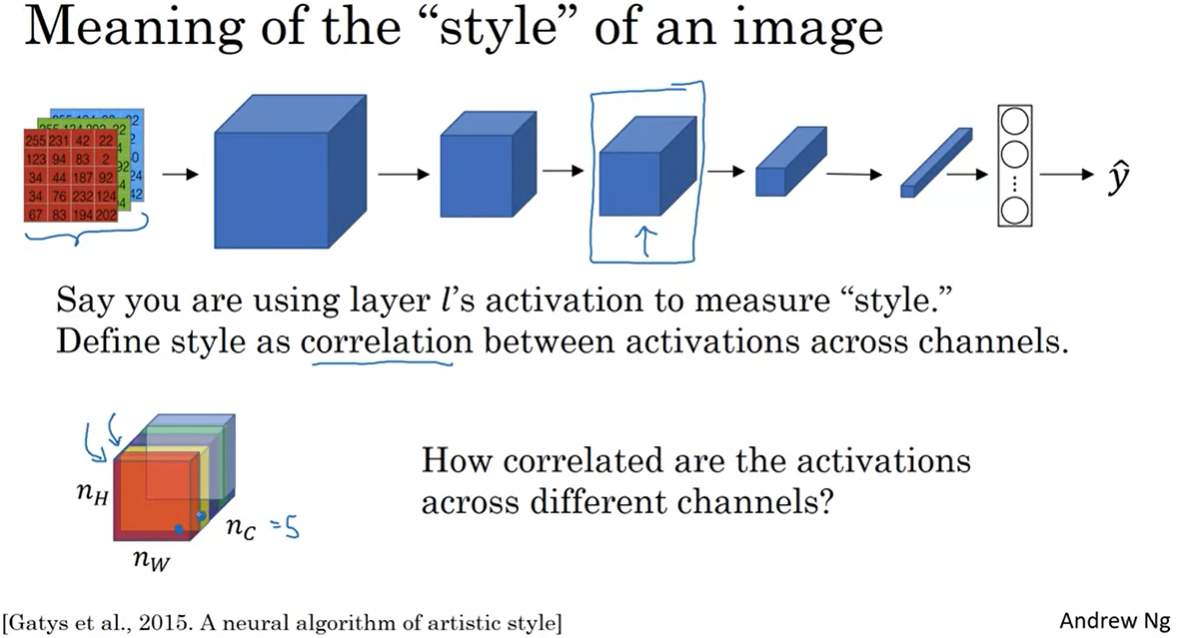 Meaning of the “style” of an image
255 231 42 22
123 94 83 2
34 44 187 92
34 76 232 124
67 83 194 202
ŷ
Say you are using layer l’s activation to measure “style.”
Define style as correlation between activations across channels.
How correlated are the activations
across different channels?
n_H
n_C =5
n_W
[Gatys et al., 2015. A neural algorithm of artistic style]
Andrew Ng